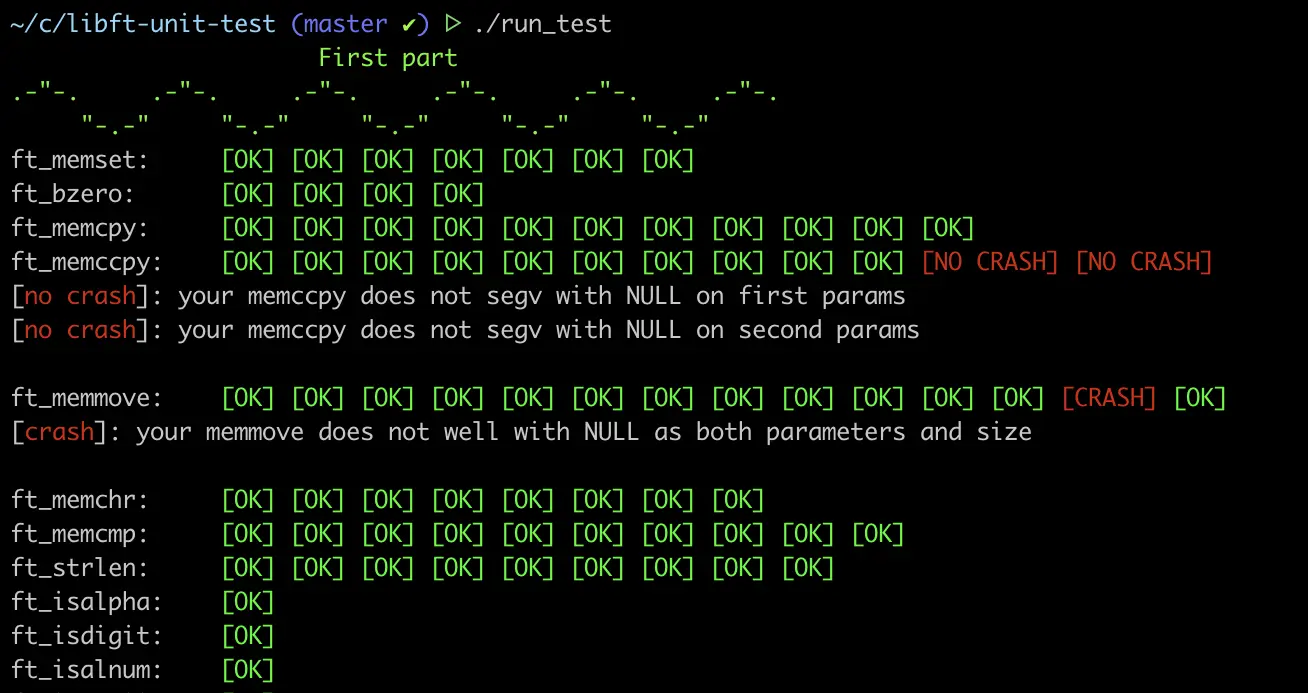 ~/c/libft-unit-test (master ✔) ▷ ./run_test
First part
.-"-.     .-"-.     .-"-.     .-"-.     .-"-.     .-"-.
     "-.-"     "-.-"     "-.-"     "-.-"     "-.-"
ft_memset: [OK] [OK] [OK] [OK] [OK] [OK] [OK]
ft_bzero: [OK] [OK] [OK] [OK]
ft_memcpy: [OK] [OK] [OK] [OK] [OK] [OK] [OK] [OK] [OK] [OK] [OK]
ft_memccpy: [OK] [OK] [OK] [OK] [OK] [OK] [OK] [OK] [OK] [OK] [NO CRASH] [NO CRASH]
[no crash]: your memccpy does not segv with NULL on first params
[no crash]: your memccpy does not segv with NULL on second params
ft_memmove: [OK] [OK] [OK] [OK] [OK] [OK] [OK] [OK] [OK] [OK] [OK] [OK] [CRASH] [OK]
[crash]: your memmove does not well with NULL as both parameters and size
ft_memchr: [OK] [OK] [OK] [OK] [OK] [OK] [OK] [OK]
ft_memcmp: [OK] [OK] [OK] [OK] [OK] [OK] [OK] [OK] [OK] [OK]
ft_strlen: [OK] [OK] [OK] [OK] [OK] [OK] [OK] [OK] [OK]
ft_isalpha: [OK]
ft_isdigit: [OK]
ft_isalnum: [OK]